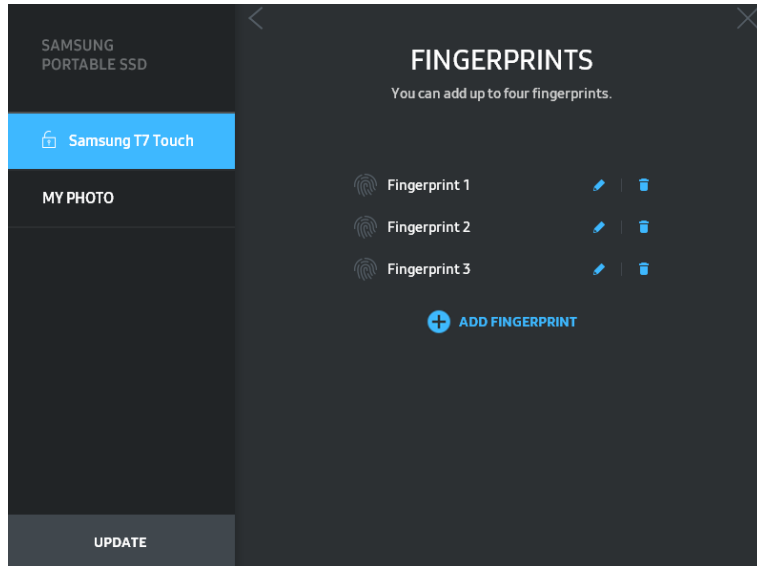 SAMSUNG
PORTABLE SSD
Samsung T7 Touch
MY PHOTO
UPDATE
FINGERPRINTS
You can add up to four fingerprints.
Fingerprint 1
Fingerprint 2
Fingerprint 3
ADD FINGERPRINT